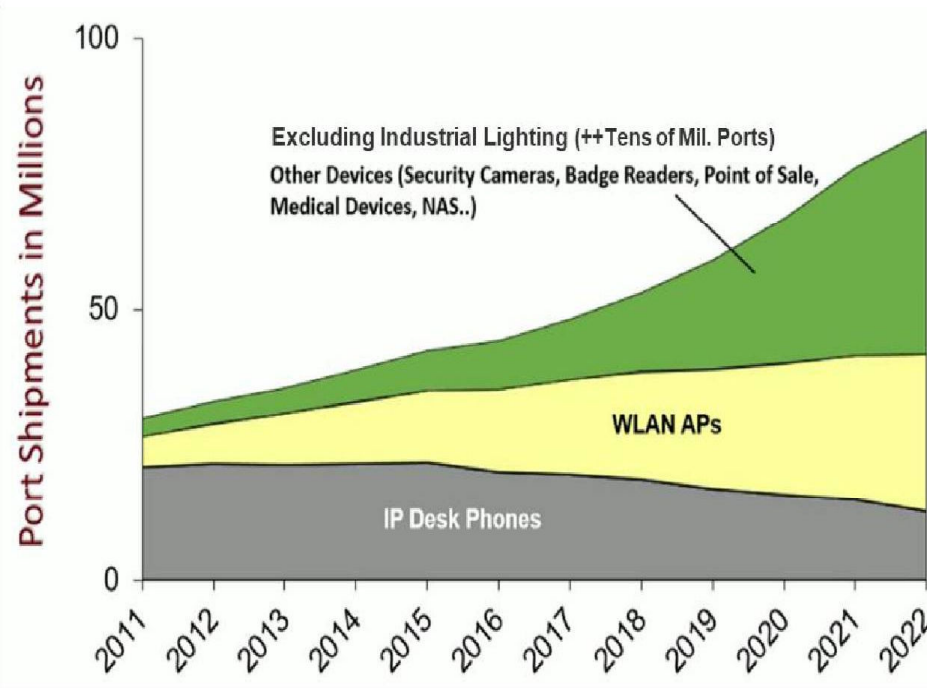 Port Shipments in Millions
100
50
0
Excluding Industrial Lighting (++Tens of Mil. Ports)
Other Devices (Security Cameras, Badge Readers, Point of Sale,
Medical Devices, NAS..)
WLAN APs
IP Desk Phones
2011
2012
2013
2014
2015
2016
2017
2018
2019
2020
2021
2022